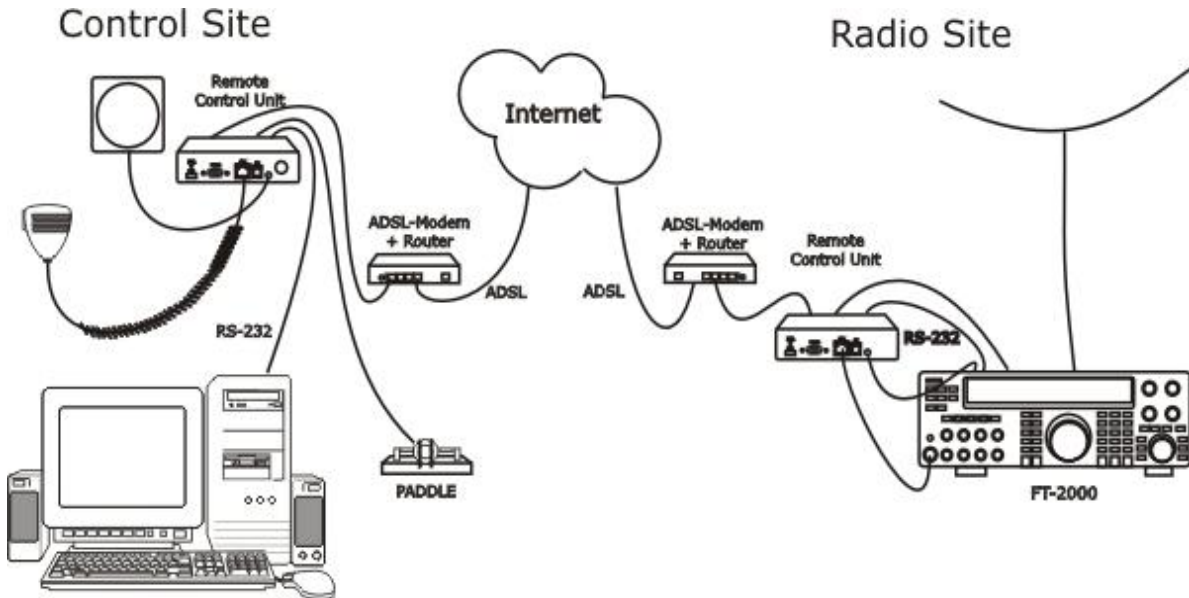 Control Site
Radio Site
Remote
Control Unit
Internet
ADSL-Modem
+ Router
ADSL-Modem
+ Router
Remote
Control Unit
ADSL
ADSL
RS-232
RS-232
PADDLE
FT-2000